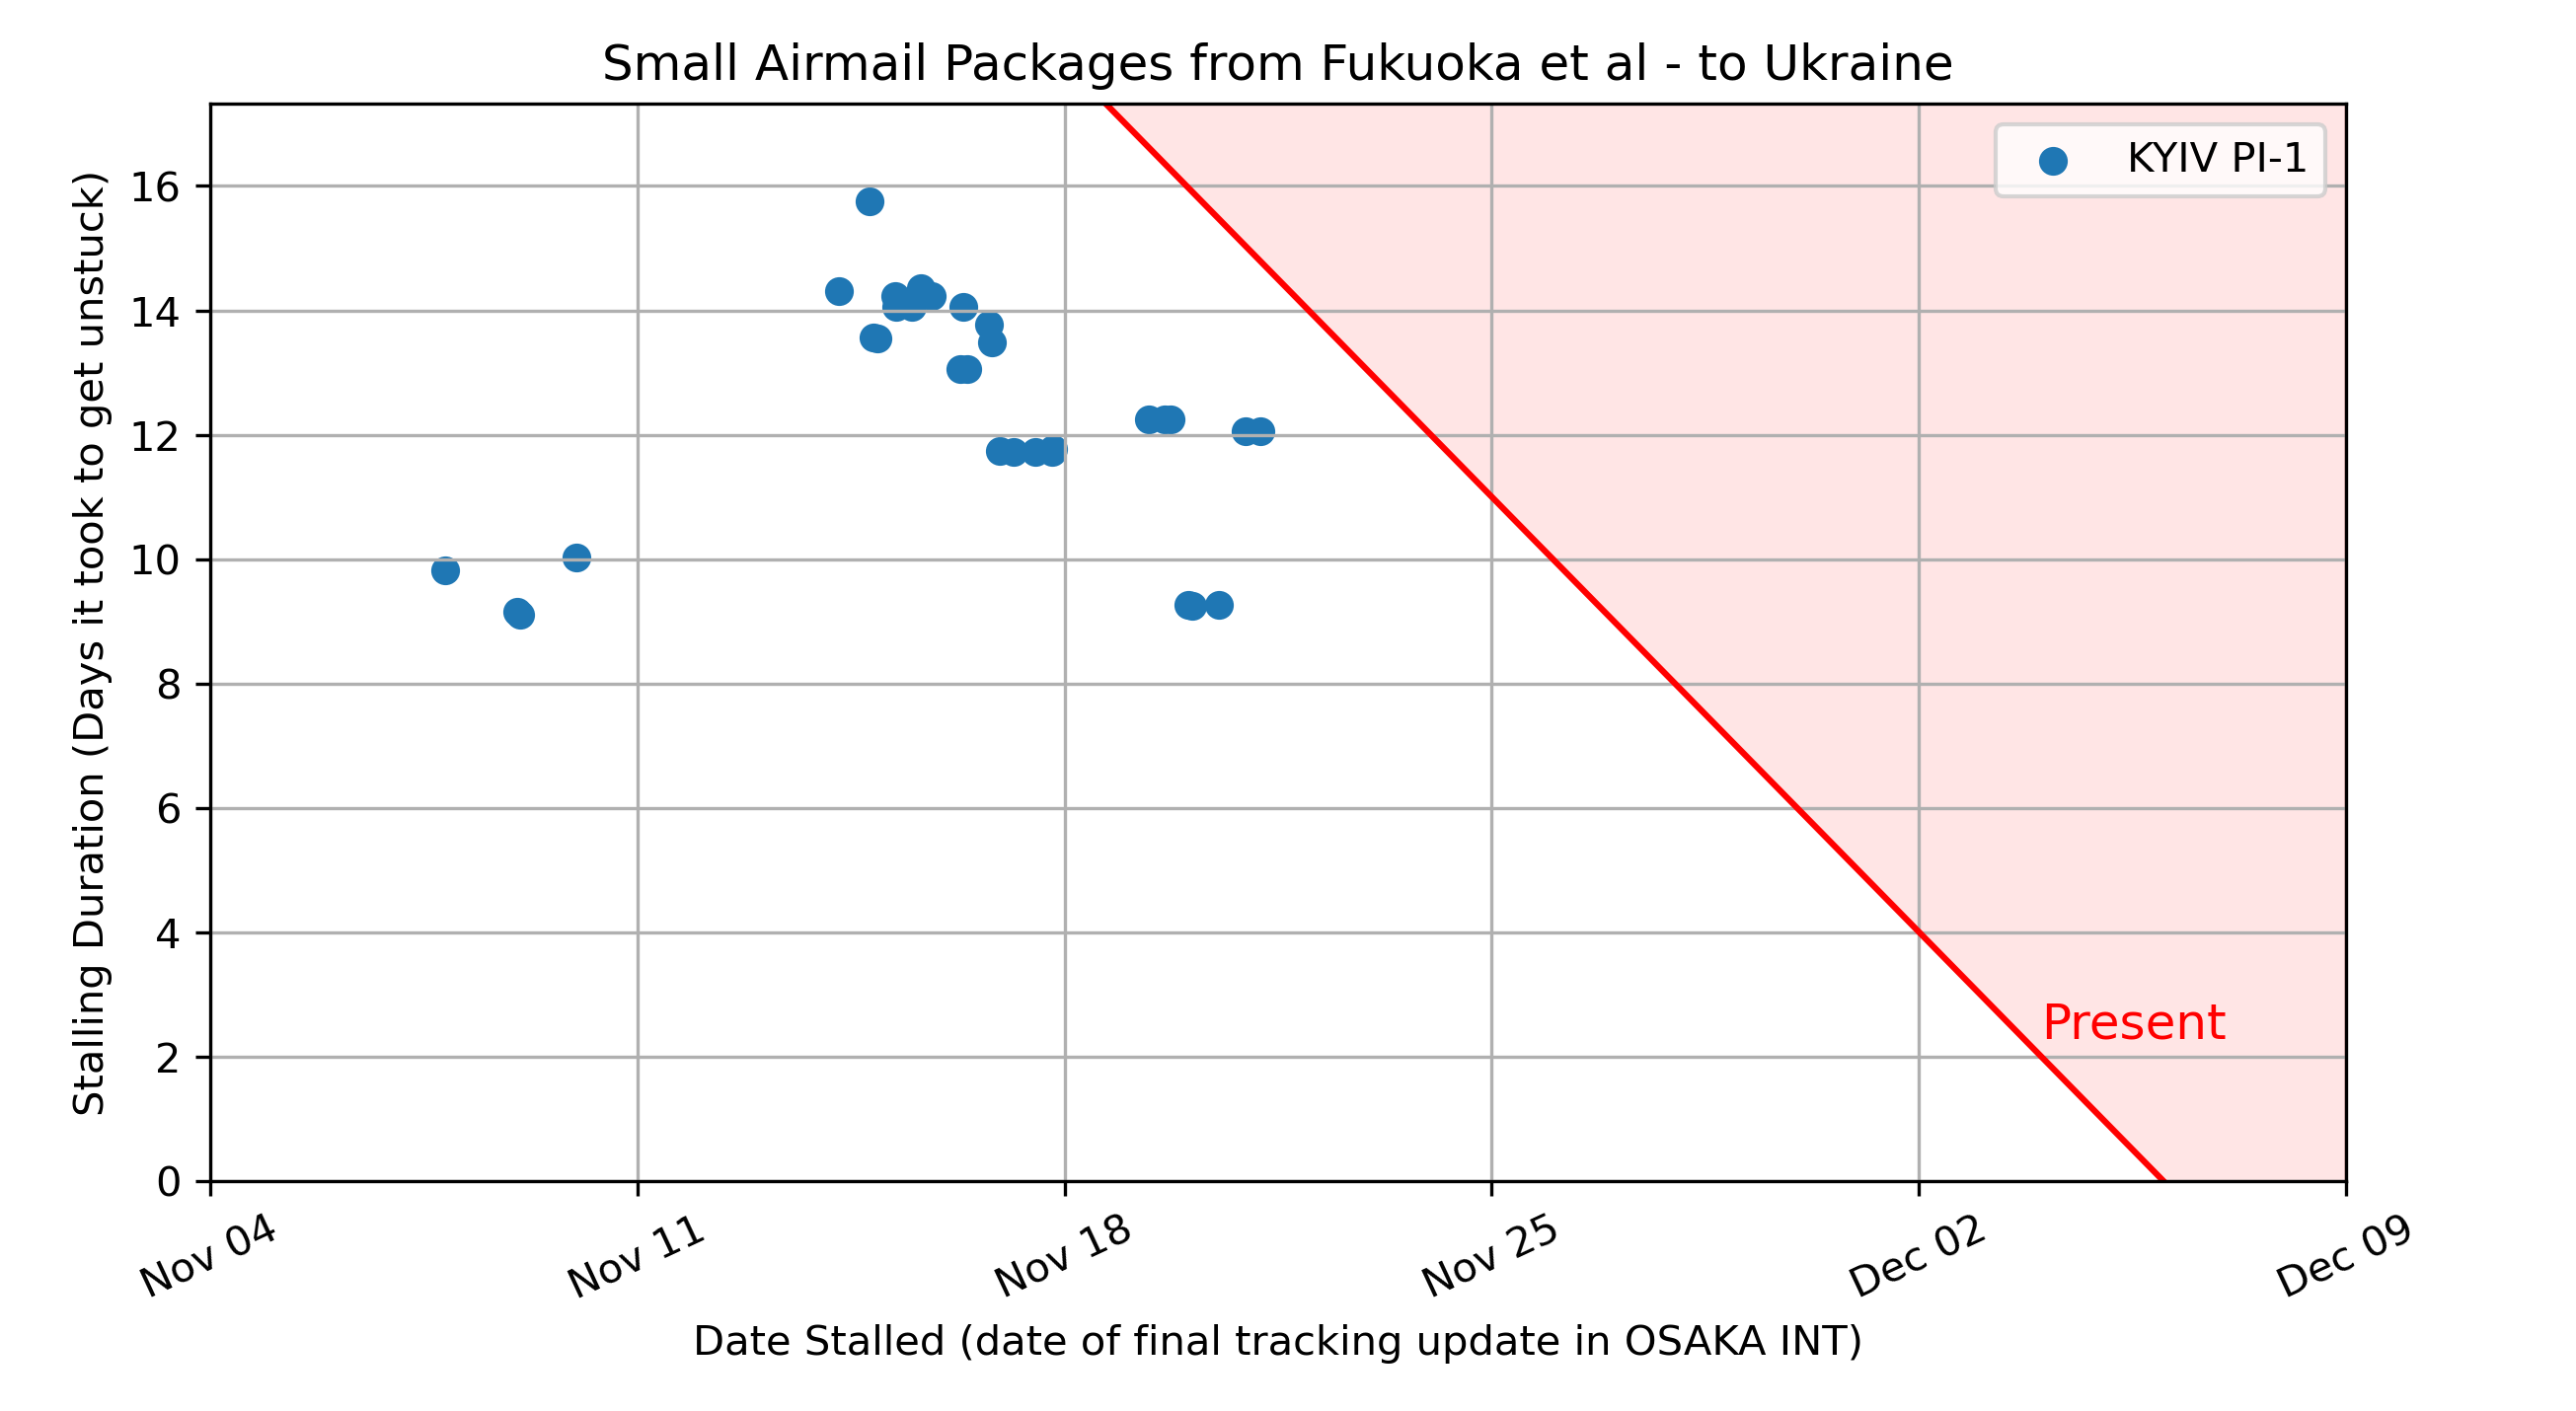 Small Airmail Packages from Fukuoka et al - to Ukraine
KYIV PI-1
Stalling Duration (Days it took to get unstuck)
16
14
12
10
8
6
4
2
0
Present
Nov 04
Nov 11
Nov 18
Nov 25
Dec 02
Dec 09
Date Stalled (date of final tracking update in OSAKA INT)